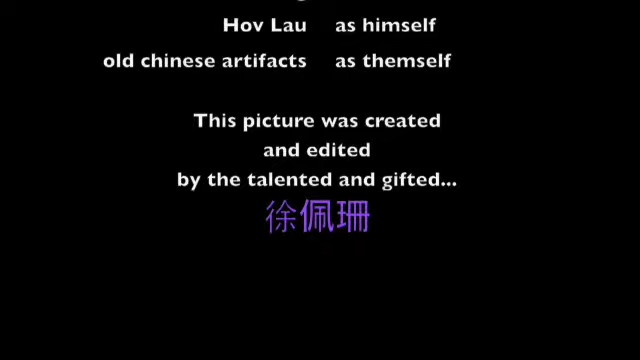 Hov Lau as himself
old chinese artifacts as themself
This picture was created
and edited
by the talented and gifted...
徐佩珊